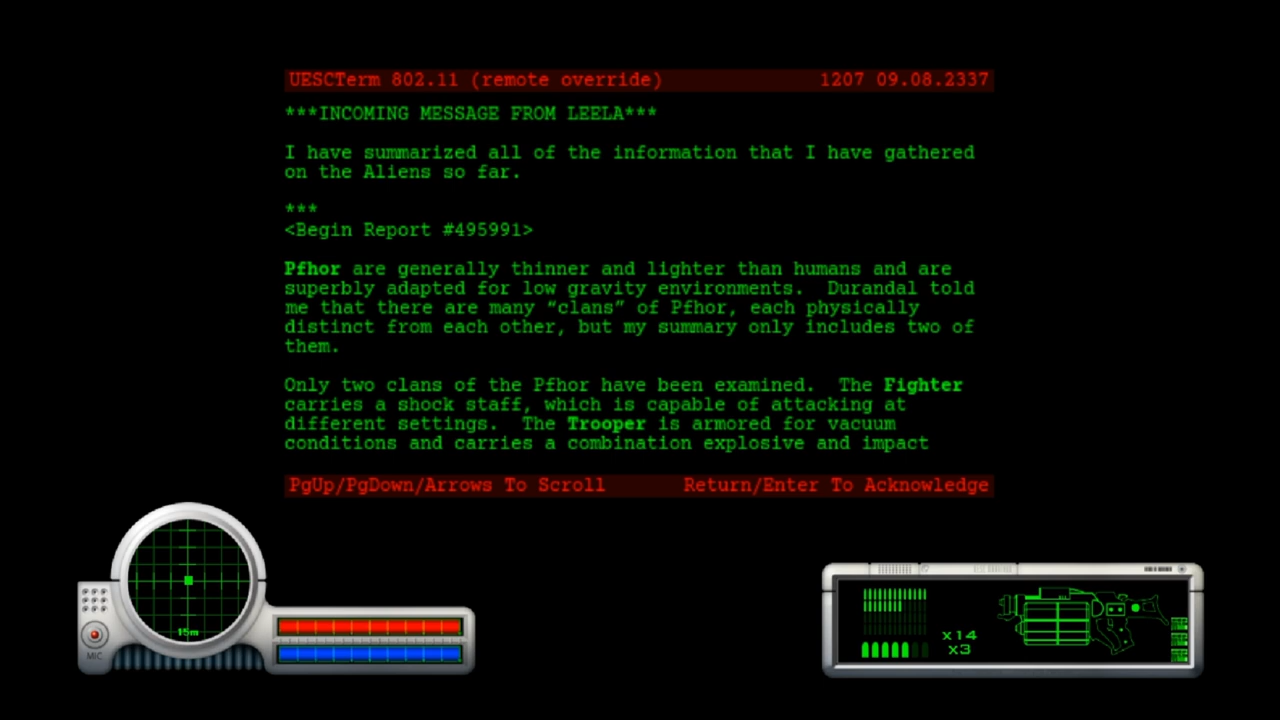 UESCTerm 802.11 (remote override) 1207 09.08.2337
***INCOMING MESSAGE FROM LEELA***
I have summarized all of the information that I have gathered
on the Aliens so far.
***
<Begin Report #495991>
Pfhor are generally thinner and lighter than humans and are
superbly adapted for low gravity environments.  Durandal told
me that there are many “clans” of Pfhor, each physically
distinct from each other, but my summary only includes two of
them.
Only two clans of the Pfhor have been examined.  The Fighter
carries a shock staff, which is capable of attacking at
different settings.  The Trooper is armored for vacuum
conditions and carries a combination explosive and impact
PgUp/PgDown/Arrows To Scroll Return/Enter To Acknowledge
15m
MIC
x14
x3